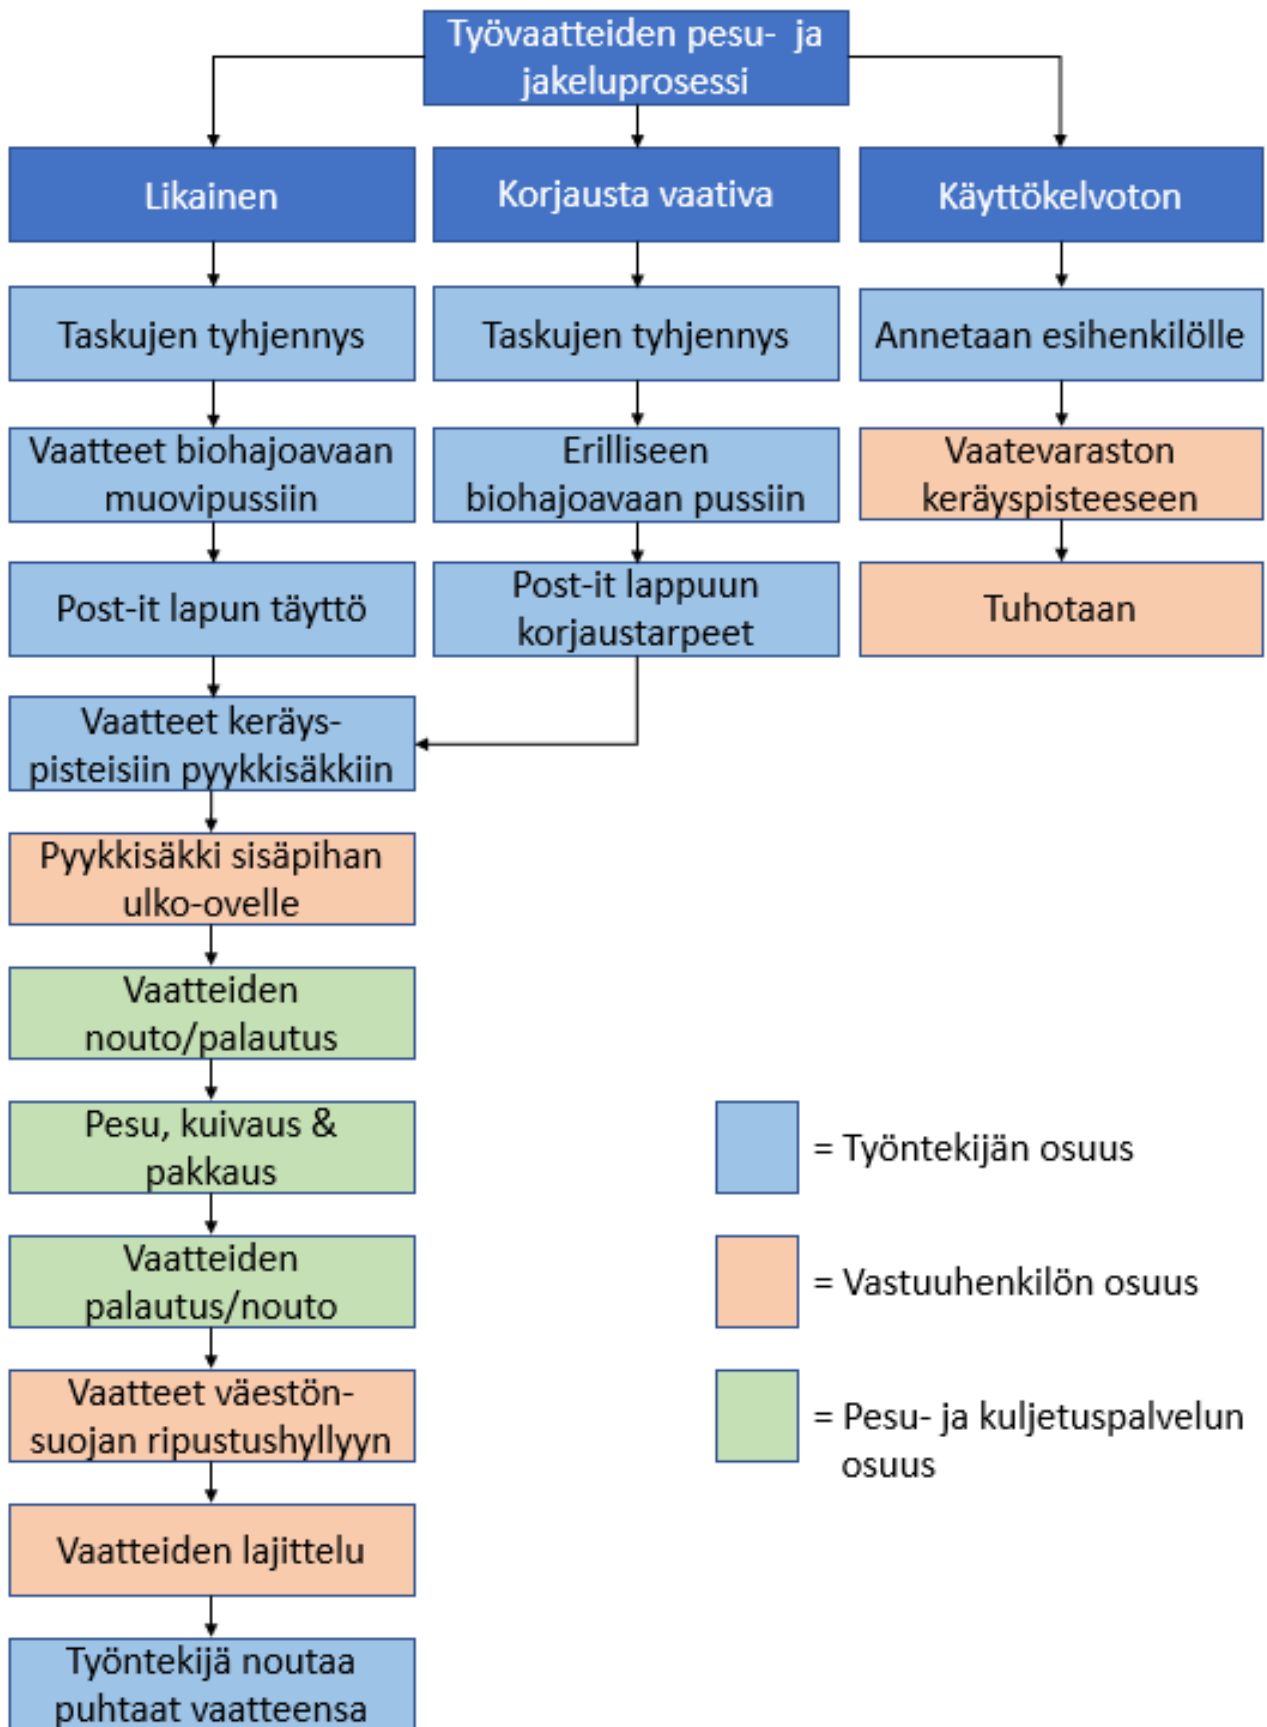 Työvaatteiden pesu- ja
jakeluprosessi
Likainen
Korjausta vaativa
Käyttökelvoton
Taskujen tyhjennys
Taskujen tyhjennys
Annetaan esihenkilölle
Vaatteet biohajoavaan
muovipussiin
Erilliseen
biohajoavaan pussiin
Vaatevaraston
keräyspisteeseen
Post-it lapun täyttö
Post-it lappuun
korjaustarpeet
Tuhotaan
Vaatteet keräys-
pisteisiin pyykkisäkkiin
Pyykkisäkki sisäpihan
ulko-ovelle
Vaatteiden
nouto/palautus
Pesu, kuivaus &
pakkaus
Vaatteiden
palautus/nouto
Vaatteet väestön-
suojan ripustushyllyyn
Vaatteiden lajittelu
Työntekijä noutaa
puhtaat vaatteensa
= Työntekijän osuus
= Vastuuhenkilön osuus
= Pesu- ja kuljetuspalvelun
osuus